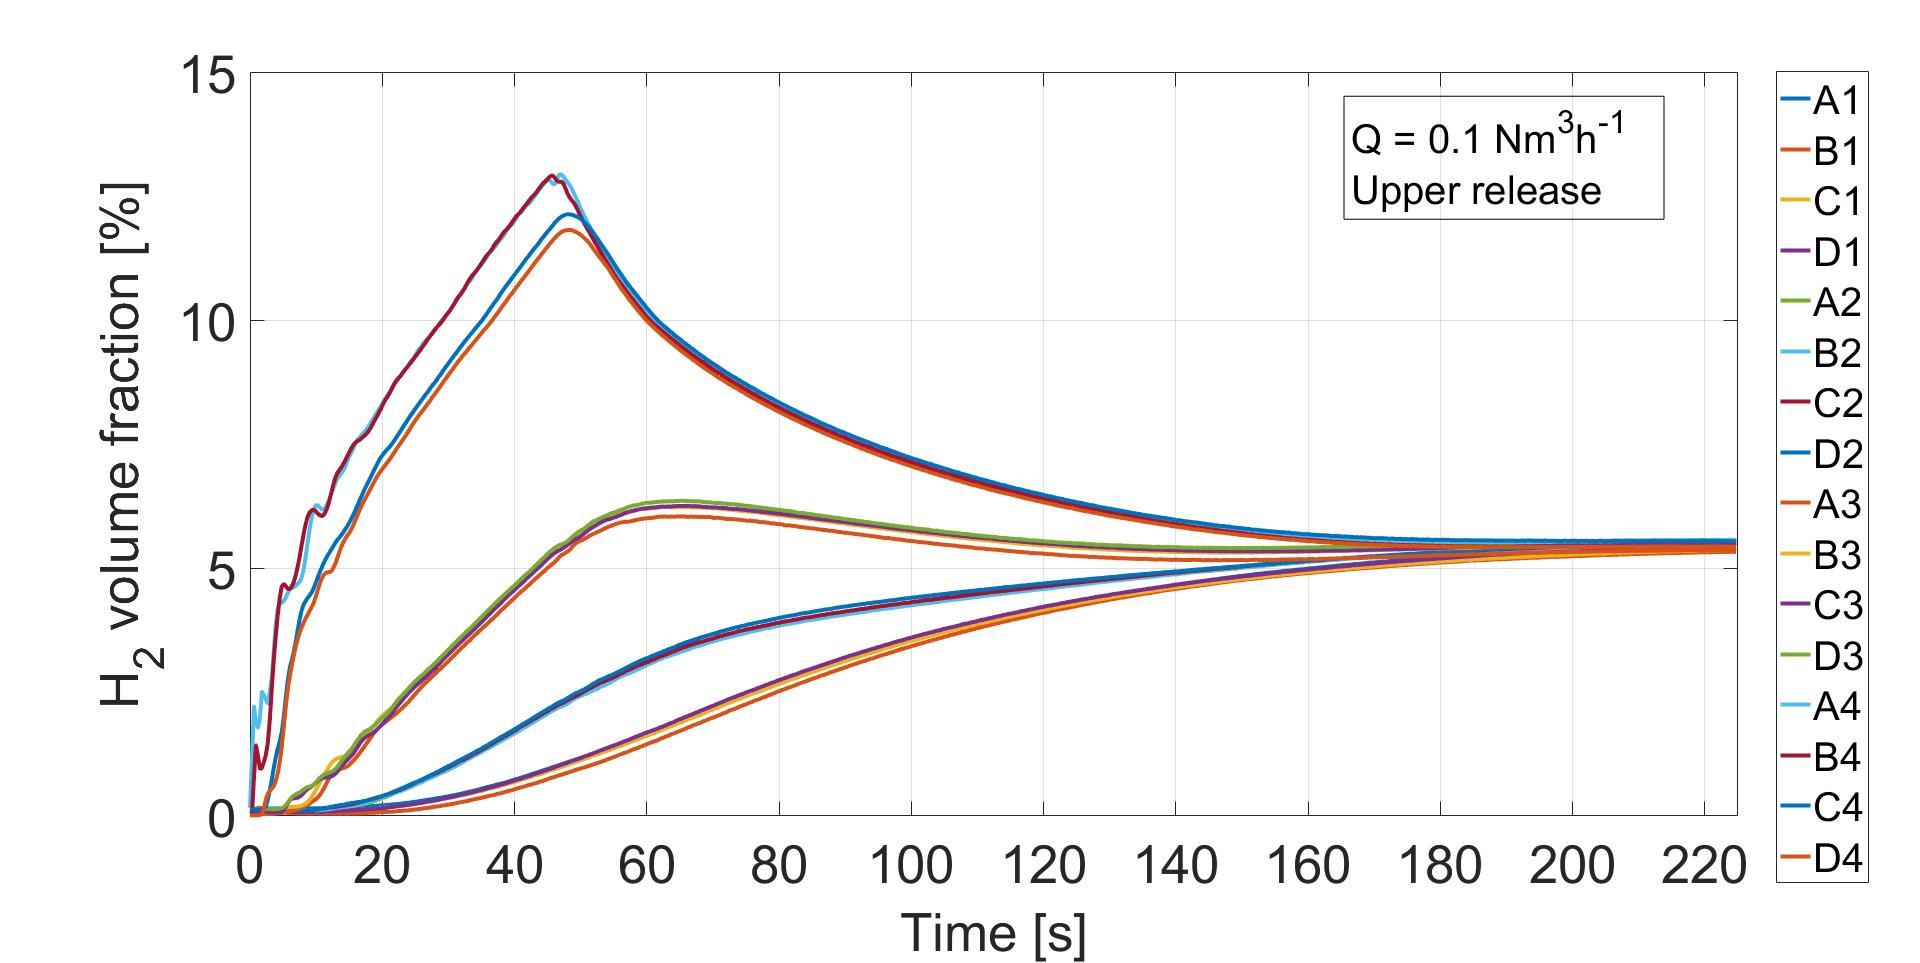 15
10
5
0
H2 volume fraction [%]
Q = 0.1 Nm3h-1
Upper release
0 20 40 60 80 100 120 140 160 180 200 220
Time [s]
A1
B1
C1
D1
A2
B2
C2
D2
A3
B3
C3
D3
A4
B4
C4
D4